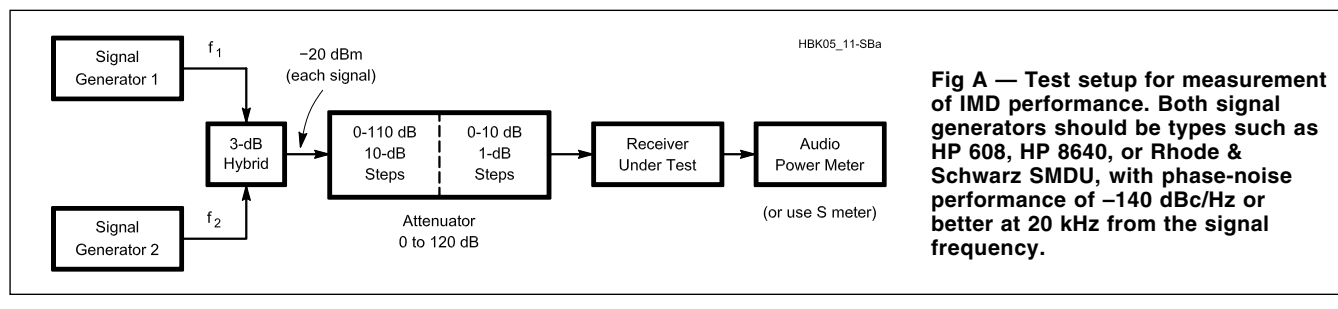 Signal
Generator 1
f1
−20 dBm
(each signal)
HBK05_11-SBa
3-dB
Hybrid
0-110 dB
10-dB
Steps
0-10 dB
1-dB
Steps
Receiver
Under Test
Audio
Power Meter
(or use S meter)
Attenuator
0 to 120 dB
f2
Signal
Generator 2
Fig A — Test setup for measurement
of IMD performance. Both signal
generators should be types such as
HP 608, HP 8640, or Rhode &
Schwarz SMDU, with phase-noise
performance of –140 dBc/Hz or
better at 20 kHz from the signal
frequency.